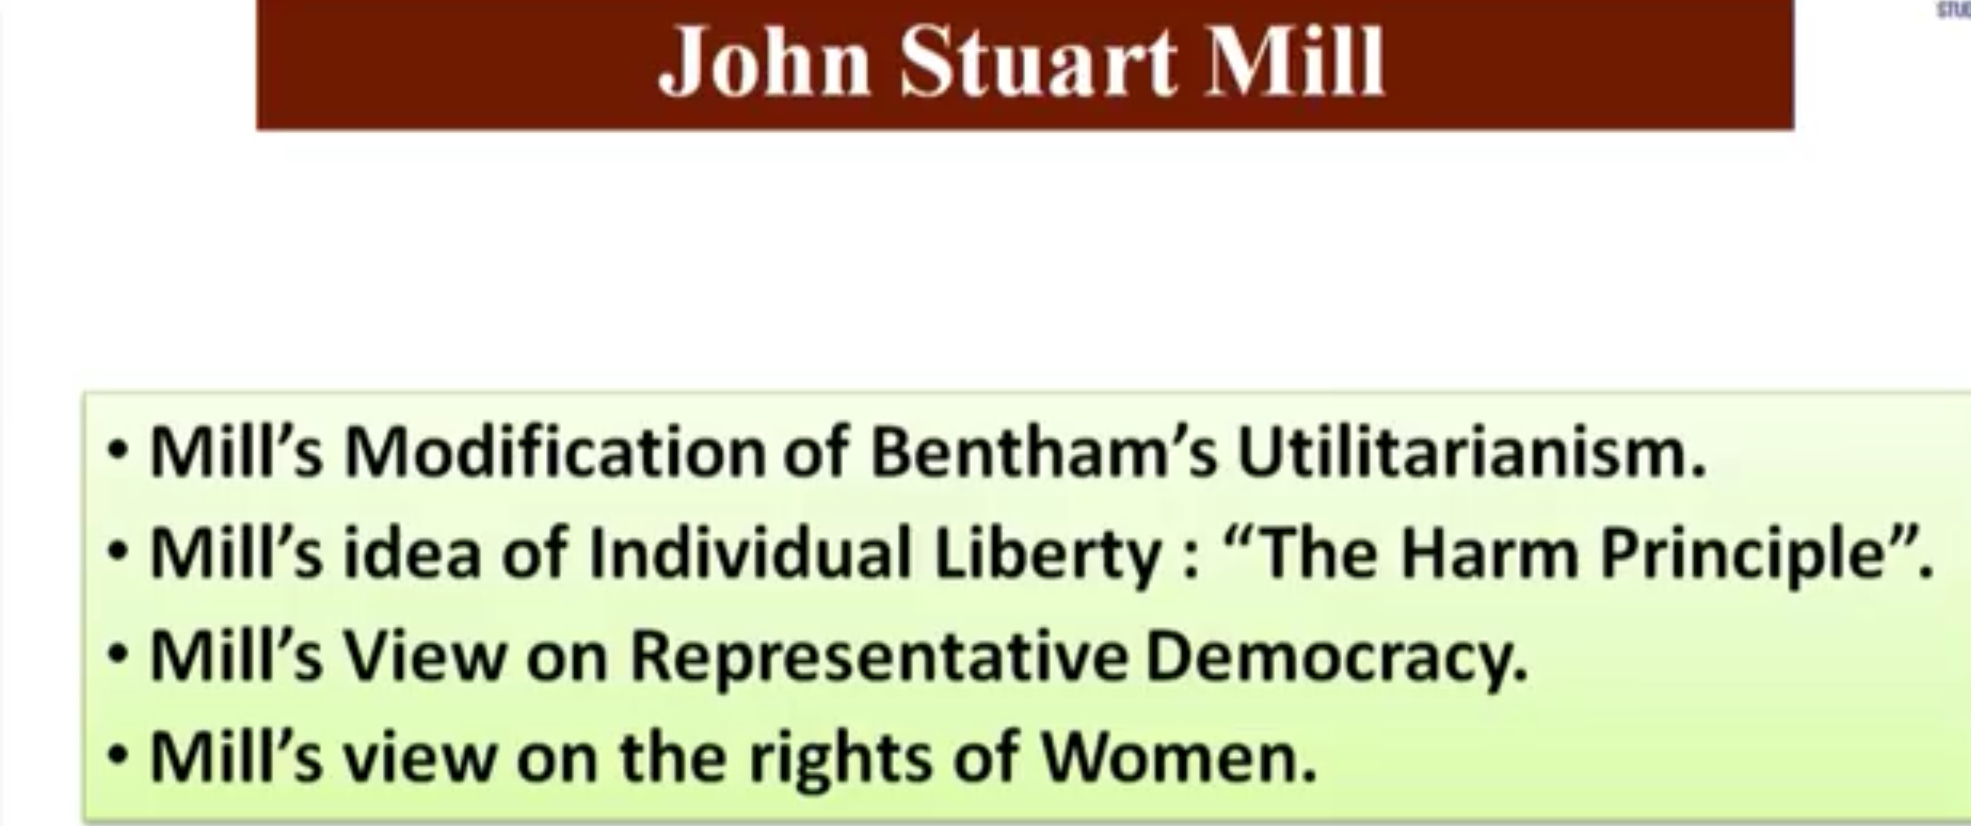 John Stuart Mill
• Mill’s Modification of Bentham’s Utilitarianism.
• Mill’s idea of Individual Liberty : “The Harm Principle”.
• Mill’s View on Representative Democracy.
• Mill’s view on the rights of Women.